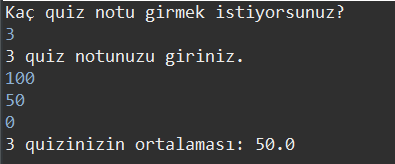 Kaç quiz notu girmek istiyorsunuz?
3
3 quiz notunuzu giriniz.
100
50
0
3 quizinizin ortalaması: 50.0